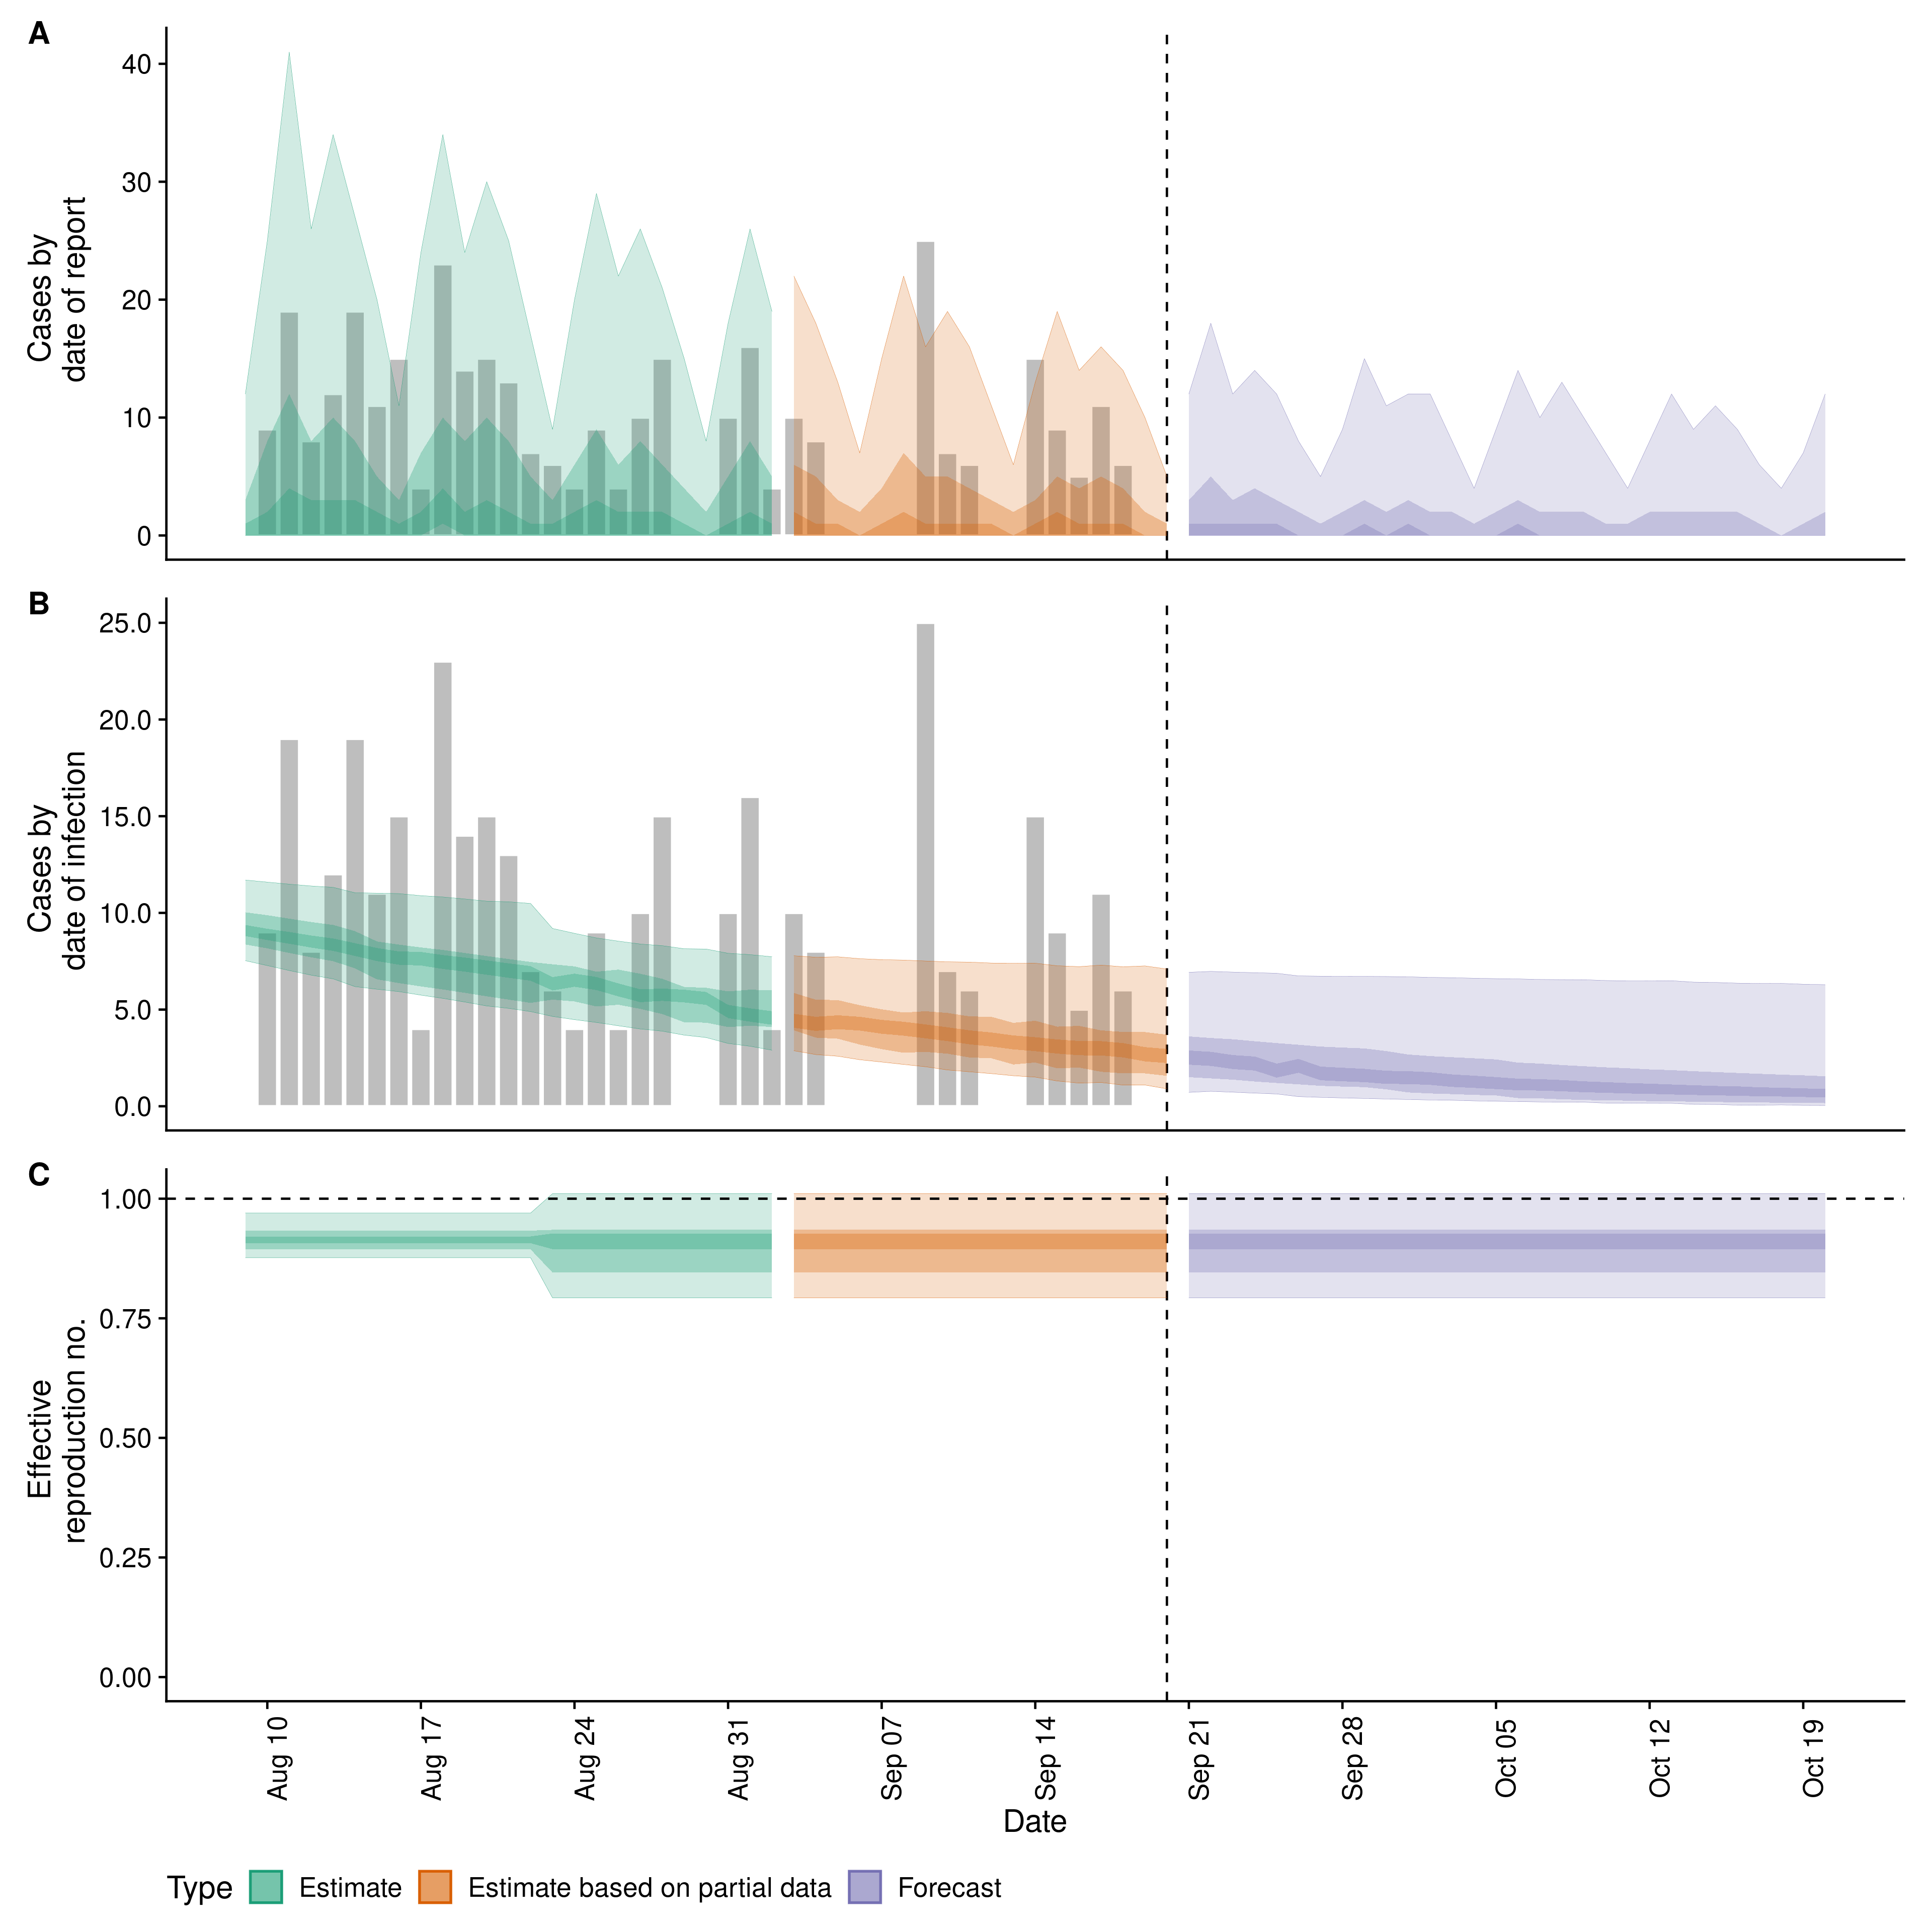 A
Cases by
date of report
40
30
20
10
0
B
Cases by
date of infection
25.0
20.0
15.0
10.0
5.0
0.0
C
Effective
reproduction no.
1.00
0.75
0.50
0.25
0.00
Aug 10
Aug 17
Aug 24
Aug 31
Sep 07
Sep 14
Sep 21
Sep 28
Oct 05
Oct 12
Oct 19
Date
Type Estimate Estimate based on partial data Forecast